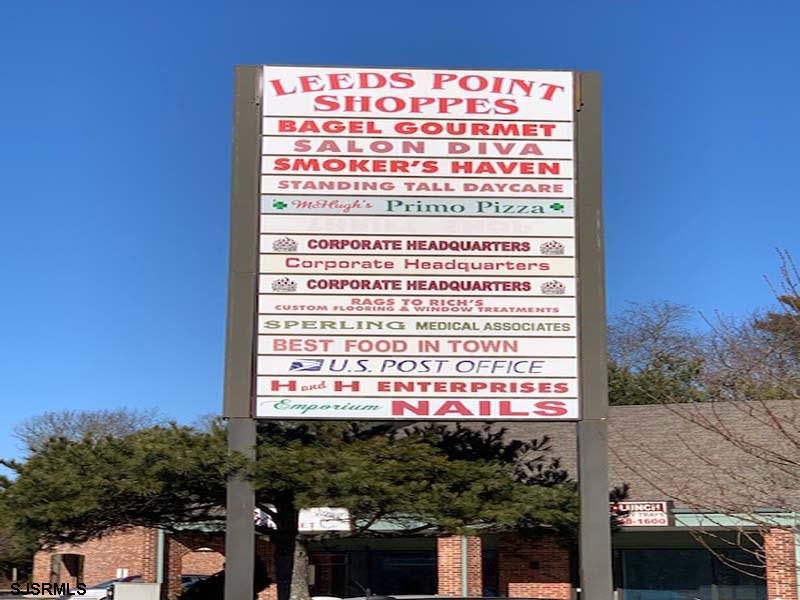 LEEDS POINT
SHOPPES
BAGEL GOURMET
SALON DIVA
SMOKER'S HAVEN
STANDING TALL DAYCARE
McHugh's Primo Pizza
CORPORATE HEADQUARTERS
Corporate Headquarters
CORPORATE HEADQUARTERS
RAGS TO RICH'S
CUSTOM FLOORING & WINDOW TREATMENTS
SPERLING MEDICAL ASSOCIATES
BEST FOOD IN TOWN
U.S. POST OFFICE
H and H ENTERPRISES
Emporium NAILS
LUNCH
8-1600
SJSRMLS